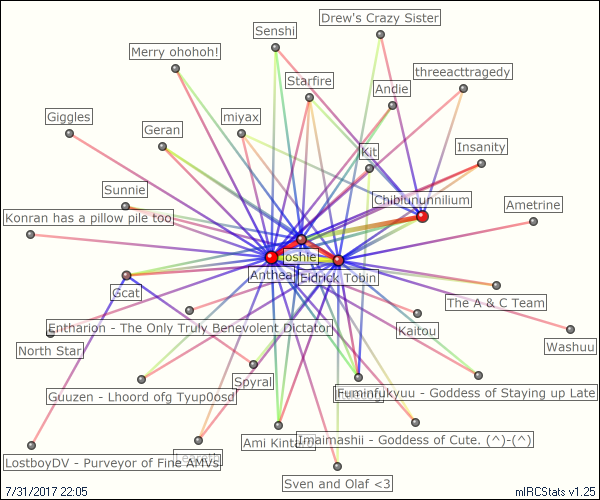 Drew's Crazy Sister
Senshi
Merry ohohoh!
threeacttragedy
Starfire
Andie
Giggles
miyax
Geran
Kit
Insanity
Sunnie
Chibiununnilium
Ametrine
Konran has a pillow pile too
Joshie
Anthea
Eldrick Tobin
Gcat
The A & C Team
Entharion - The Only Truly Benevolent Dictator
Kaitou
North Star
Washuu
Spyral
Guuzen - Lhoord ofg Tyup0osd
Fuminfukyuu - Goddess of Staying up Late
Ami Kintem
Imaimashii - Goddess of Cute. (^)-(^)
LostboyDV - Purveyor of Fine AMVs
Sven and Olaf <3
7/31/2017 22:05
mIRCStats v1.25